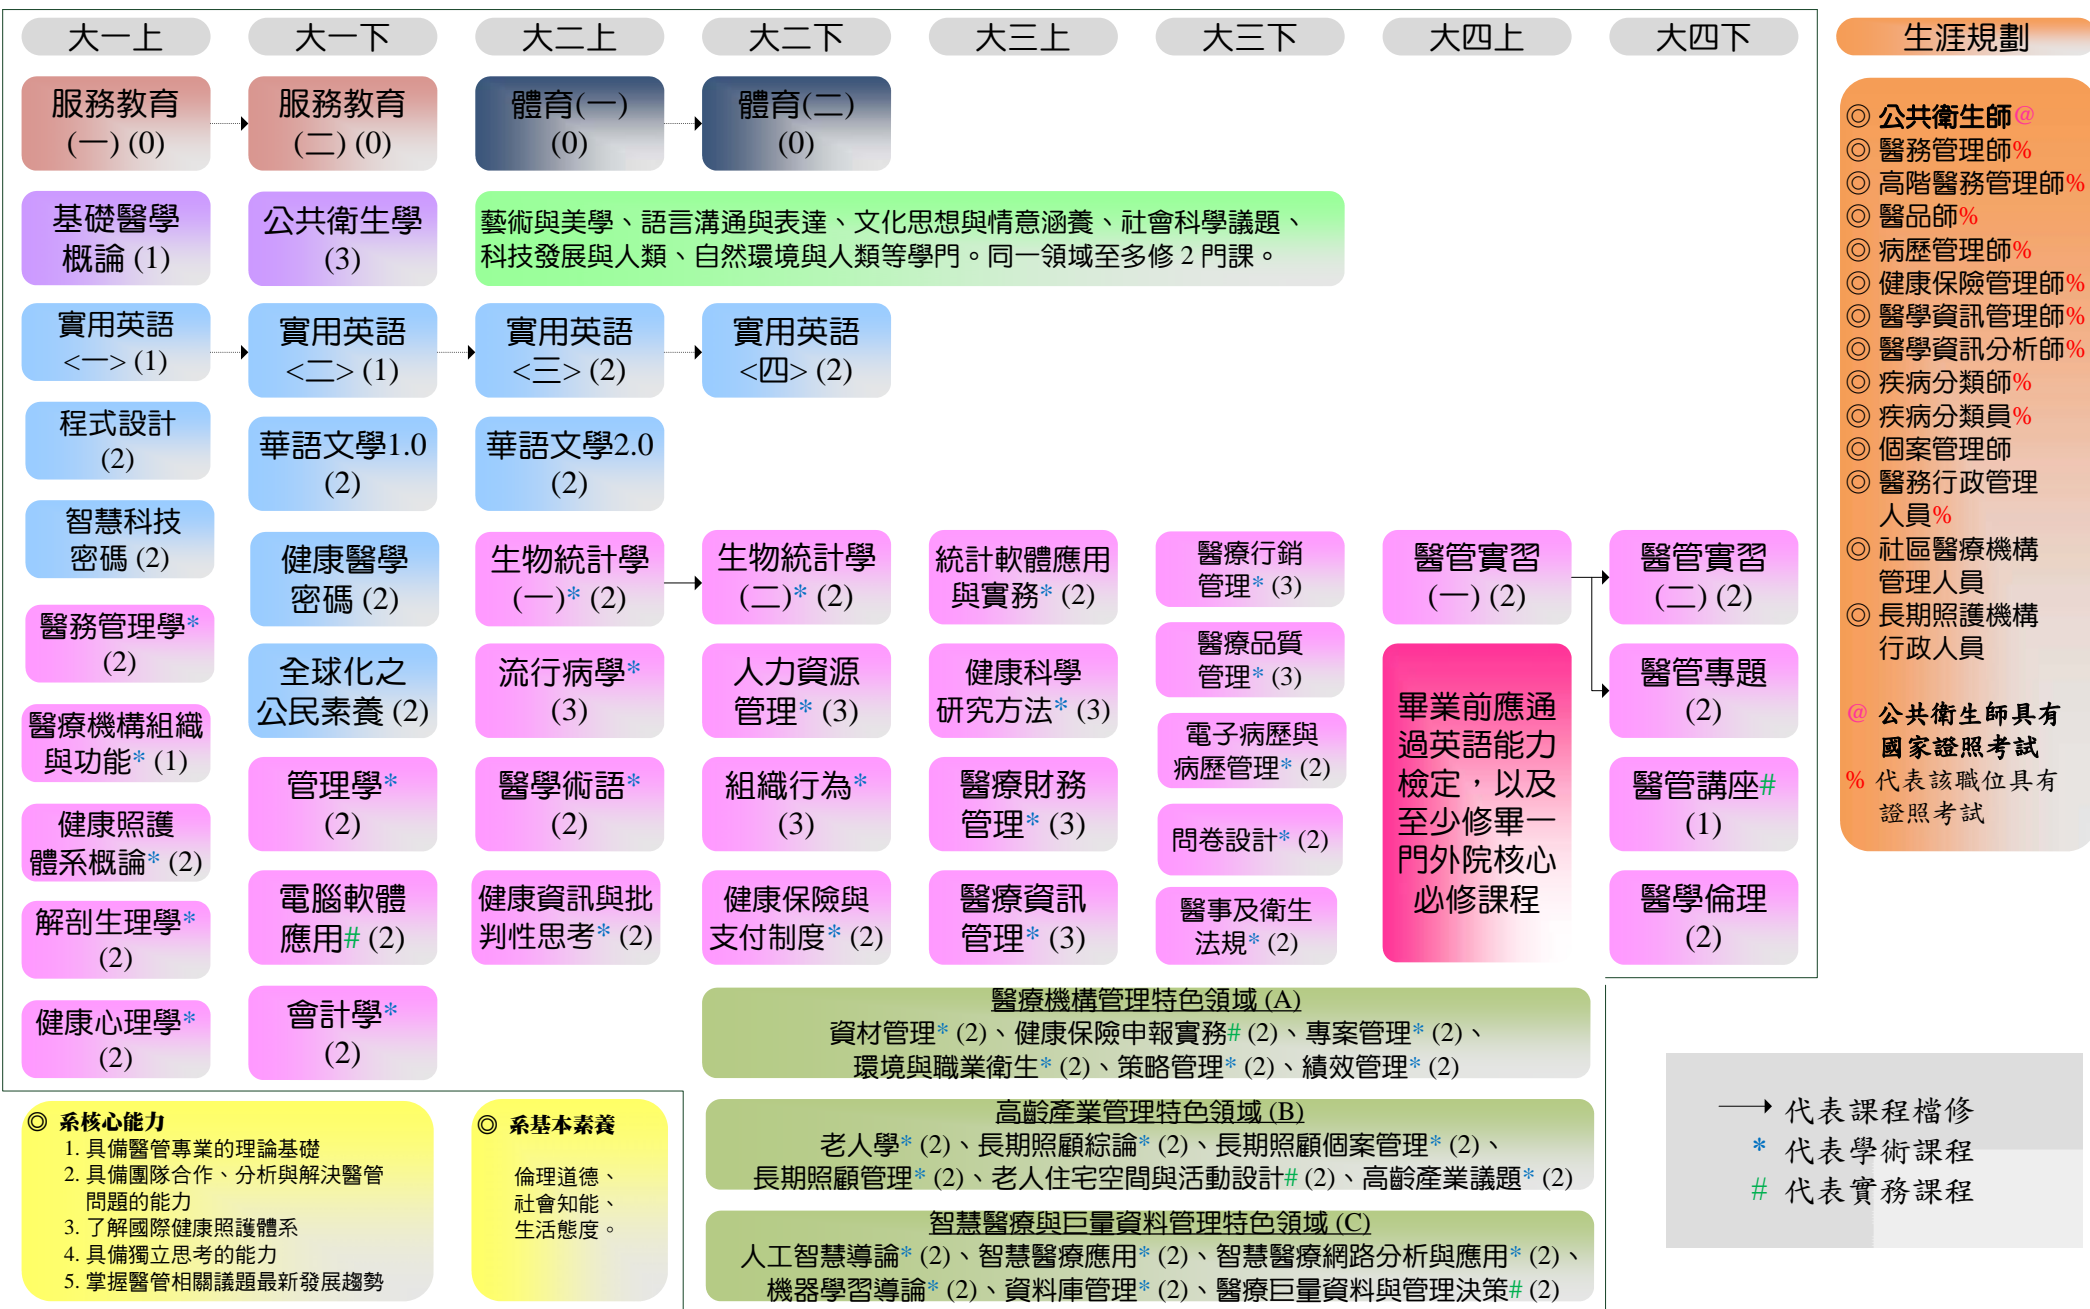 大一上
大一下
大二上
大二下
大三上
大三下
大四上
大四下
生涯規劃
服務教育
(一) (0)
服務教育
(二) (0)
體育(一)
(0)
體育(二)
(0)
基礎醫學
概論 (1)
公共衛生學
(3)
藝術與美學、語言溝通與表達、文化思想與情意涵養、社會科學議題、
科技發展與人類、自然環境與人類等學門。同一領域至多修 2 門課。
實用英語
<一> (1)
實用英語
<二> (1)
實用英語
<三> (2)
實用英語
<四> (2)
程式設計
(2)
華語文學1.0
(2)
華語文學2.0
(2)
智慧科技
密碼 (2)
健康醫學
密碼 (2)
生物統計學
(一)* (2)
生物統計學
(二)* (2)
統計軟體應用
與實務* (2)
醫療行銷
管理* (3)
醫管實習
(一) (2)
醫管實習
(二) (2)
醫務管理學*
(2)
全球化之
公民素養 (2)
流行病學*
(3)
人力資源
管理* (3)
健康科學
研究方法* (3)
醫療品質
管理* (3)
畢業前應通
過英語能力
檢定，以及
至少修畢一
門外院核心
必修課程
醫管專題
(2)
醫療機構組織
與功能* (1)
管理學*
(2)
醫學術語*
(2)
組織行為*
(3)
醫療財務
管理* (3)
電子病歷與
病歷管理* (2)
問卷設計* (2)
醫管講座#
(1)
健康照護
體系概論* (2)
電腦軟體
應用# (2)
健康資訊與批
判性思考* (2)
健康保險與
支付制度* (2)
醫療資訊
管理* (3)
醫事及衛生
法規* (2)
醫學倫理
(2)
解剖生理學*
(2)
健康心理學*
(2)
會計學*
(2)
醫療機構管理特色領域 (A)
資材管理* (2)、健康保險申報實務# (2)、專案管理* (2)、
環境與職業衛生* (2)、策略管理* (2)、績效管理* (2)
高齡產業管理特色領域 (B)
老人學* (2)、長期照顧綜論* (2)、長期照顧個案管理* (2)、
長期照顧管理* (2)、老人住宅空間與活動設計# (2)、高齡產業議題* (2)
智慧醫療與巨量資料管理特色領域 (C)
人工智慧導論* (2)、智慧醫療應用* (2)、智慧醫療網路分析與應用* (2)、
機器學習導論* (2)、資料庫管理* (2)、醫療巨量資料與管理決策# (2)
◎ 系核心能力
1. 具備醫管專業的理論基礎
2. 具備團隊合作、分析與解決醫管
問題的能力
3. 了解國際健康照護體系
4. 具備獨立思考的能力
5. 掌握醫管相關議題最新發展趨勢
◎ 系基本素養
倫理道德、
社會知能、
生活態度。
◎ 公共衛生師@
◎ 醫務管理師%
◎ 高階醫務管理師%
◎ 醫品師%
◎ 病歷管理師%
◎ 健康保險管理師%
◎ 醫學資訊管理師%
◎ 醫學資訊分析師%
◎ 疾病分類師%
◎ 疾病分類員%
◎ 個案管理師
◎ 醫務行政管理
人員%
◎ 社區醫療機構
管理人員
◎ 長期照護機構
行政人員
@ 公共衛生師具有
國家證照考試
% 代表該職位具有
證照考試
代表課程檔修
* 代表學術課程
# 代表實務課程